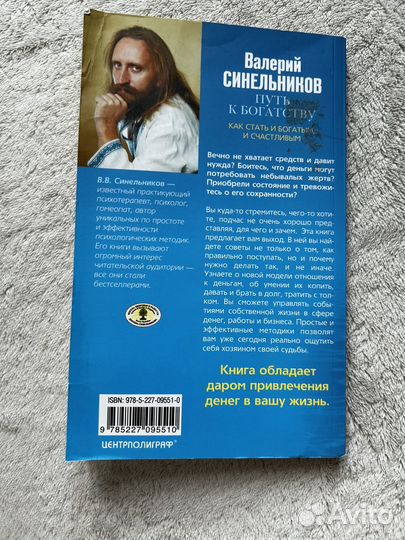 Валерий
СИНЕЛЬНИКОВ
ПУТЬ
К БОГАТСТВУ
КАК СТАТЬ И БОГАТЫМ,
И СЧАСТЛИВЫМ
Вечно не хватает средств и давит
нужда? Боитесь, что деньги могут
потребовать небывалых жертв?
Приобрели состояние и тревожи-
тесь о его сохранности?
В.В. Синельников —
известный практикующий
психотерапевт, психолог,
гомеопат, автор
уникальных по простоте
и эффективности
психологических методик.
Его книги вызывают
огромный интерес
читательской аудитории —
все они стали
бестселлерами.
Вы куда-то стремитесь, чего-то хоти-
те, подчас не очень хорошо пред-
ставляя, для чего и зачем. Эта книга
предлагает вам выход. В ней вы най-
дете советы не только о том, как
правильно поступать, но и почему
нужно делать так, и не иначе.
Узнаете о новой модели отношения
к деньгам, об умении их копить,
давать и брать в долг, тратить с тол-
ком. Вы сможете управлять собы-
тиями собственной жизни в сфере
денег, работы и бизнеса. Простые и
эффективные методики позволят
вам уже сегодня реально ощутить
себя хозяином своей судьбы.
Книга обладает
даром привлечения
денег в вашу жизнь.
ISBN: 978-5-227-09551-0
9 785227 095510
ЦЕНТРПОЛИГРАФ®
Avito